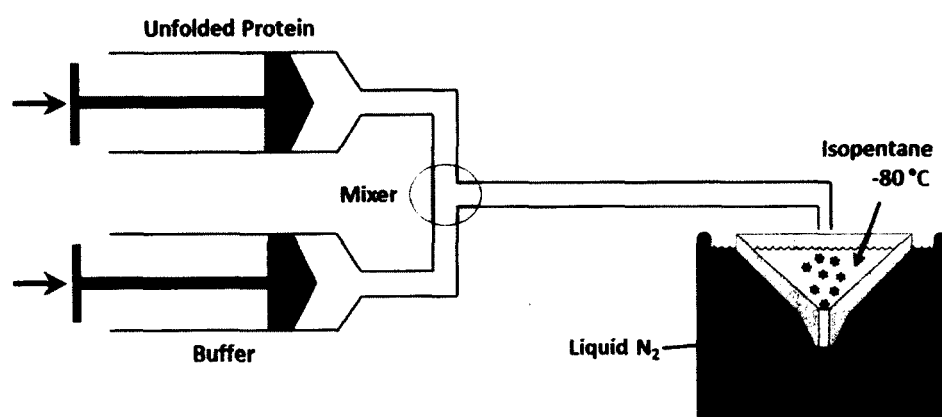 Unfolded Protein
Mixer
Isopentane
-80 °C
Buffer
Liquid N₂